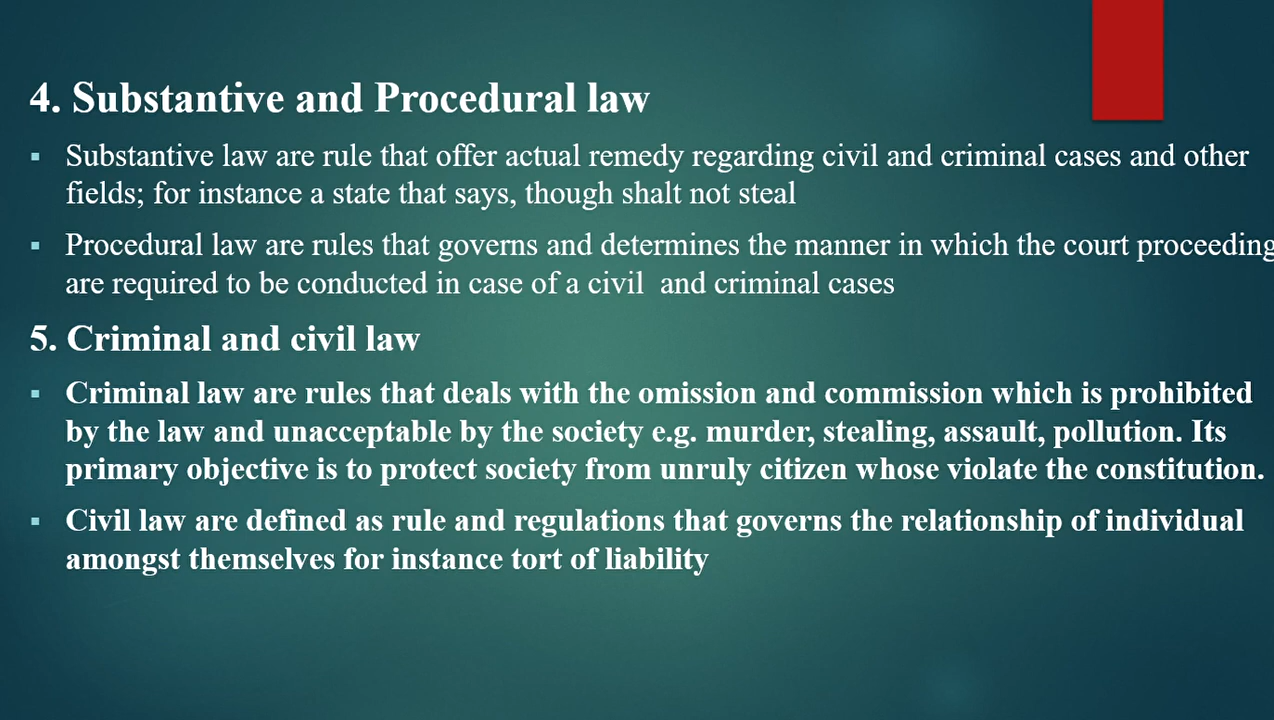 4. Substantive and Procedural law
▪ Substantive law are rule that offer actual remedy regarding civil and criminal cases and other
fields; for instance a state that says, though shalt not steal
▪ Procedural law are rules that governs and determines the manner in which the court proceeding
are required to be conducted in case of a civil  and criminal cases
5. Criminal and civil law
▪ Criminal law are rules that deals with the omission and commission which is prohibited
by the law and unacceptable by the society e.g. murder, stealing, assault, pollution. Its
primary objective is to protect society from unruly citizen whose violate the constitution.
▪ Civil law are defined as rule and regulations that governs the relationship of individual
amongst themselves for instance tort of liability